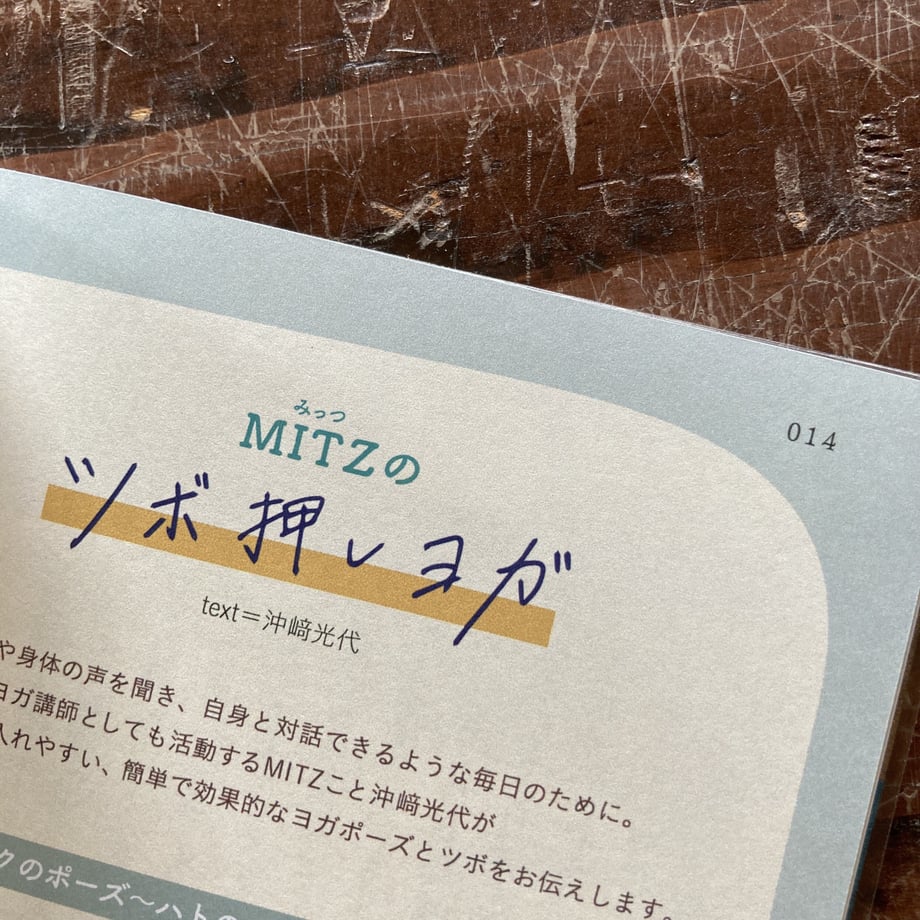 014
みっつ
MITZの
ツボ押しヨガ
text=沖﨑光代
や身体の声を聞き、自身と対話できるような毎日のために。
ヨガ講師としても活動するMITZこと沖﨑光代が
入れやすい、簡単で効果的なヨガポーズとツボをお伝えします。
クのポーズ〜ハトの